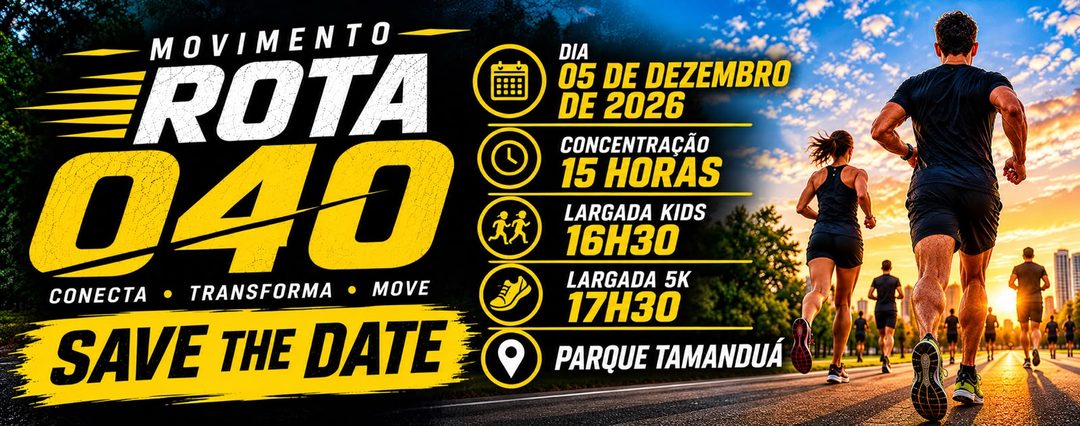 MOVIMENTO
ROTA
040
CONECTA • TRANSFORMA • MOVE
SAVE THE DATE
DIA
05 DE DEZEMBRO
DE 2026
CONCENTRAÇÃO
15 HORAS
LARGADA KIDS
16H30
LARGADA 5K
17H30
PARQUE TAMANDUÁ